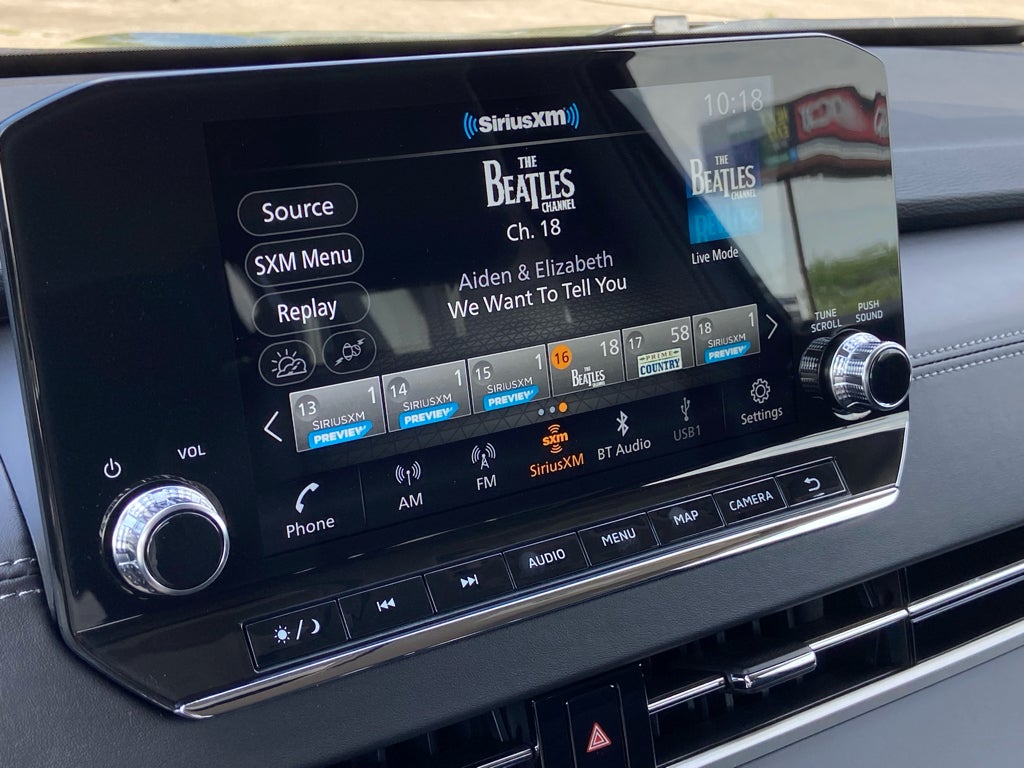 SiriusXM
10:18
THE
BEATLES
CHANNEL
Ch. 18
THE
BEATLES
CHANNEL
Live Mode
Source
SXM Menu
Replay
Aiden & Elizabeth
We Want To Tell You
13 1
SIRIUSXM
PREVIEW
14 1
SIRIUSXM
PREVIEW
15 1
SIRIUSXM
PREVIEW
16 18
THE
BEATLES
17 58
PRIME
COUNTRY
18 1
SIRIUSXM
PREVIEW
Phone
AM
FM
sxm
SiriusXM
BT Audio
USB1
Settings
VOL
TUNE
SCROLL
PUSH
SOUND
AUDIO
MENU
MAP
CAMERA